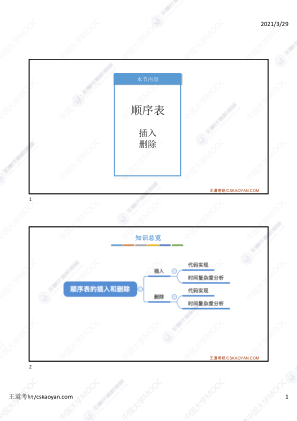 2021/3/29
本节内容
顺序表
插入
删除
王道考研/CSKAOYAN.COM
1
知识总览
顺序表的插入和删除
插入
代码实现
时间复杂度分析
删除
代码实现
时间复杂度分析
王道考研/CSKAOYAN.COM
2
王道考研/cskaoyan.com
1